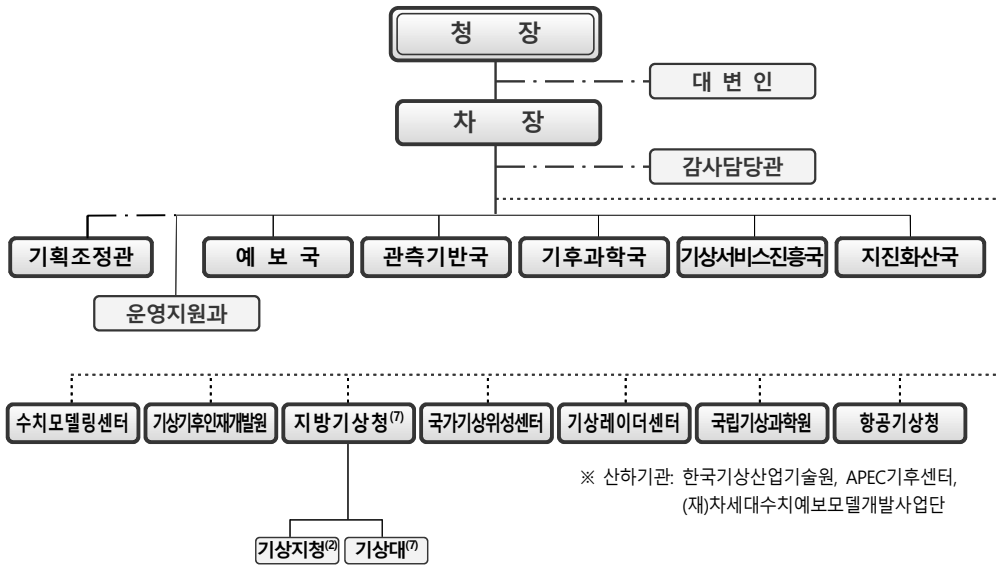 청 장
대 변 인
차 장
감사담당관
기획조정관 예 보 국 관측기반국 기후과학국 기상서비스진흥국 지진화산국
운영지원과
수치모델링센터 기상기후인재개발원 지방기상청(7) 국가기상위성센터 기상레이더센터 국립기상과학원 항공기상청
※ 산하기관: 한국기상산업기술원, APEC기후센터,
(재)차세대수치예보모델개발사업단
기상지청(2) 기상대(7)